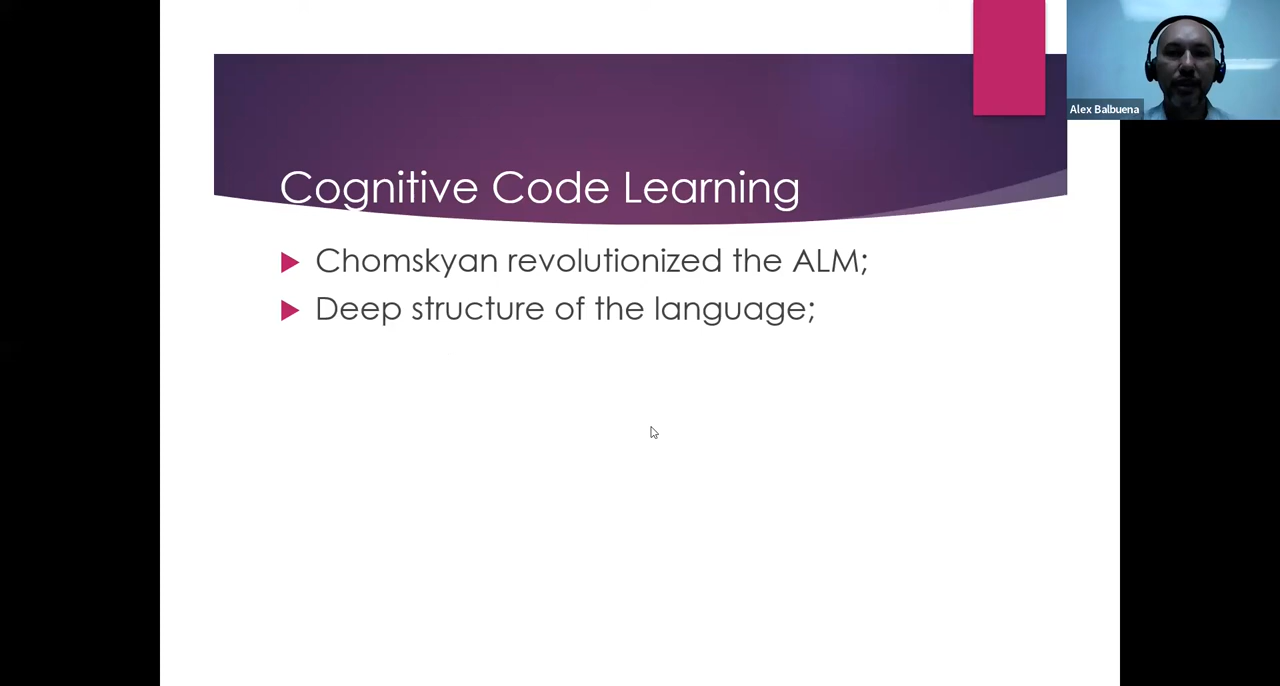 Alex Balbuena
Cognitive Code Learning
Chomskyan revolutionized the ALM;
Deep structure of the language;